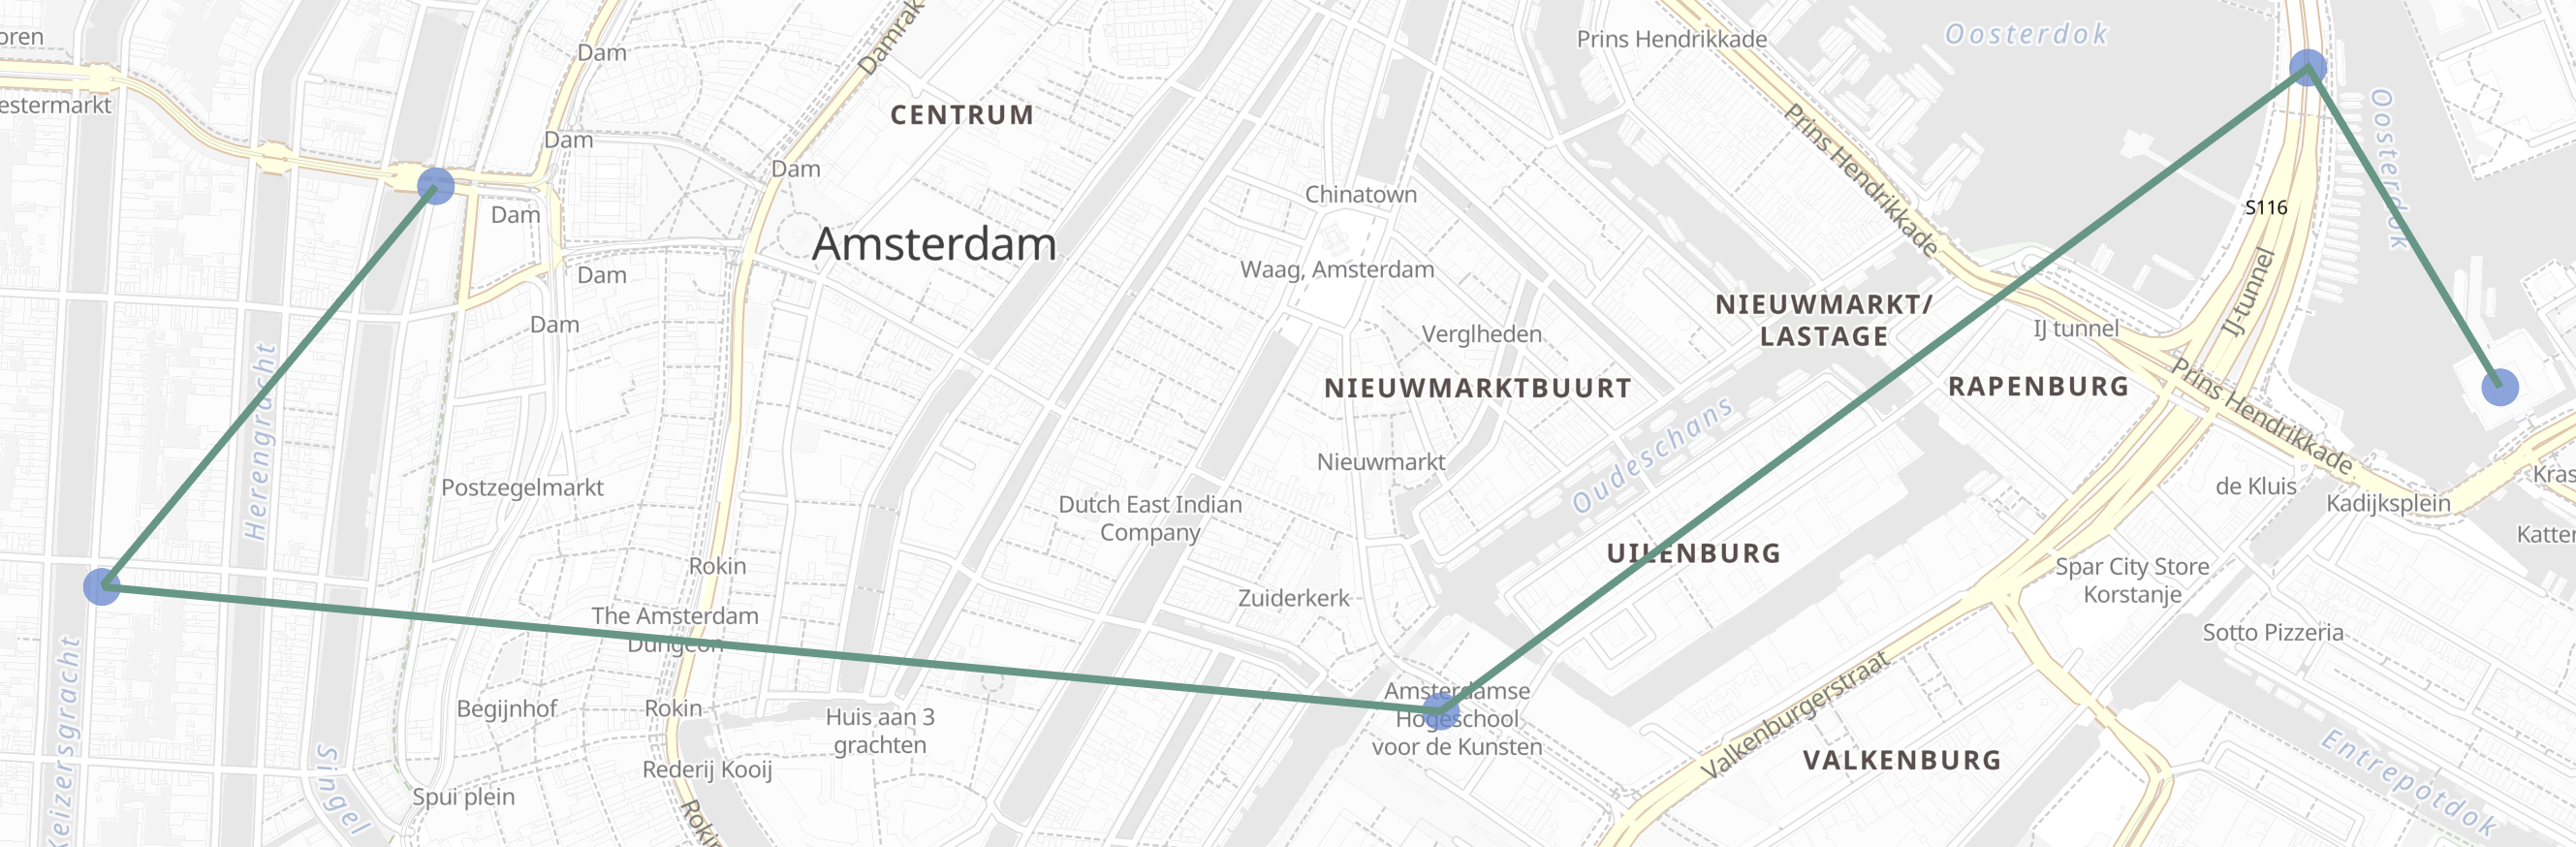 oren
Dam
Damrak
Prins Hendrikkade
Oosterdok
estermarkt
CENTRUM
Dam
Dam
Prins Hendrikkade
Oosterdok
Chinatown
Dam
S116
Amsterdam
Waag, Amsterdam
Dam
IJ-tunnel
NIEUWMARKT/
LASTAGE
Dam
Verglheden
IJ tunnel
Herengracht
NIEUWMARKTBUURT
RAPENBURG
Prins Hendrikkade
Oudeschans
Nieuwmarkt
Postzegelmarkt
de Kluis
Kras
Kadijksplein
Dutch East Indian
Company
Katter
UILENBURG
Rokin
Spar City Store
Korstanje
Zuiderkerk
The Amsterdam
Dungeon
Sotto Pizzeria
Keizersgracht
Amsterdamse
Hogeschool
voor de Kunsten
Begijnhof
Rokin
Huis aan 3
grachten
Valkenburgerstraat
VALKENBURG
Rederij Kooij
Singel
Spui plein
Rokin
Entrepotdok